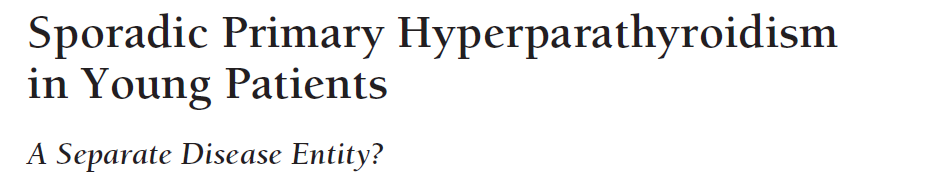 Sporadic Primary Hyperparathyroidism
in Young Patients
A Separate Disease Entity?